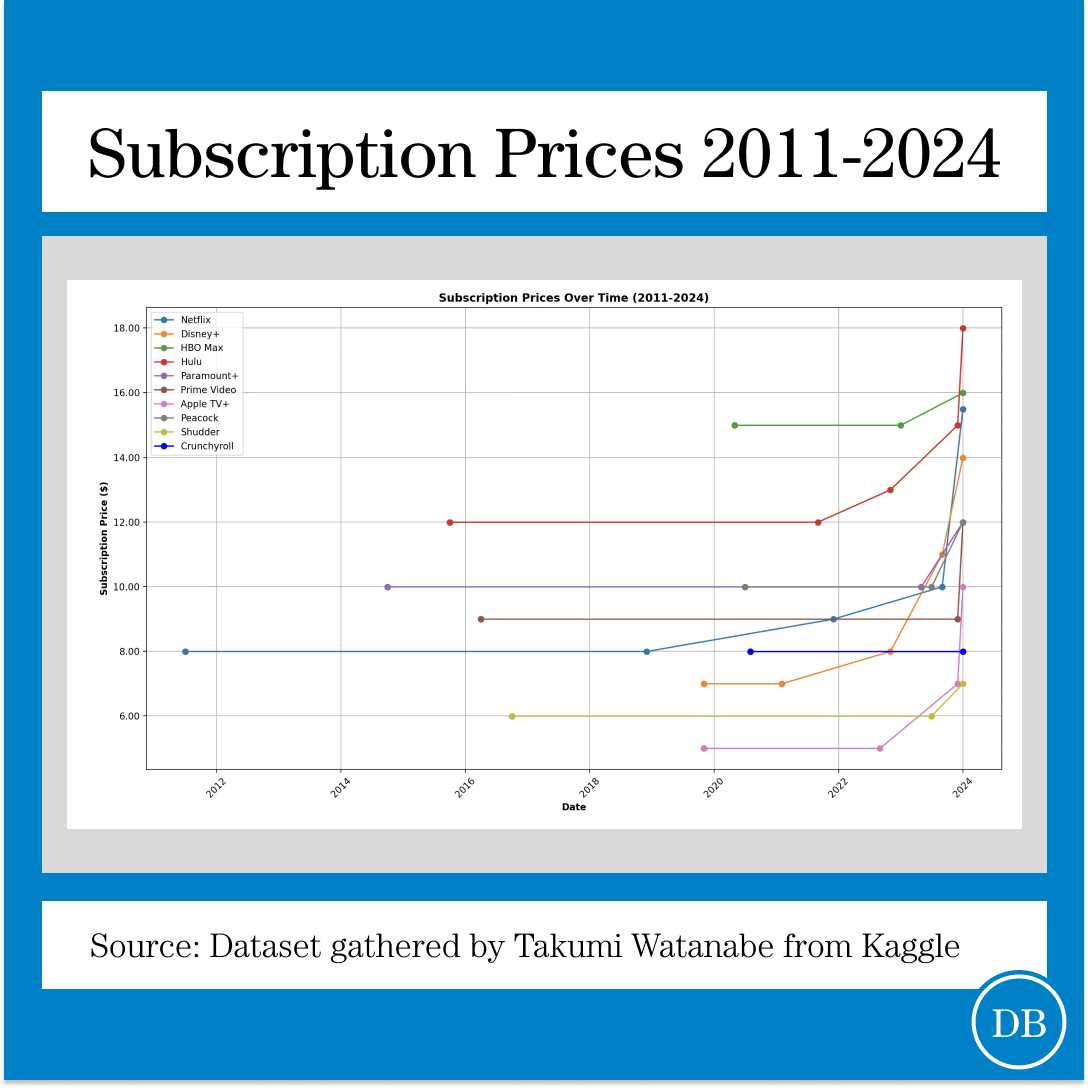 Subscription Prices 2011-2024
Subscription Prices Over Time (2011-2024)
Netflix
Disney+
HBO Max
Hulu
Paramount+
Prime Video
Apple TV+
Peacock
Shudder
Crunchyroll
Subscription Price ($)
18.00
16.00
14.00
12.00
10.00
8.00
6.00
2012 2014 2016 2018 2020 2022 2024
Date
Source: Dataset gathered by Takumi Watanabe from Kaggle
DB